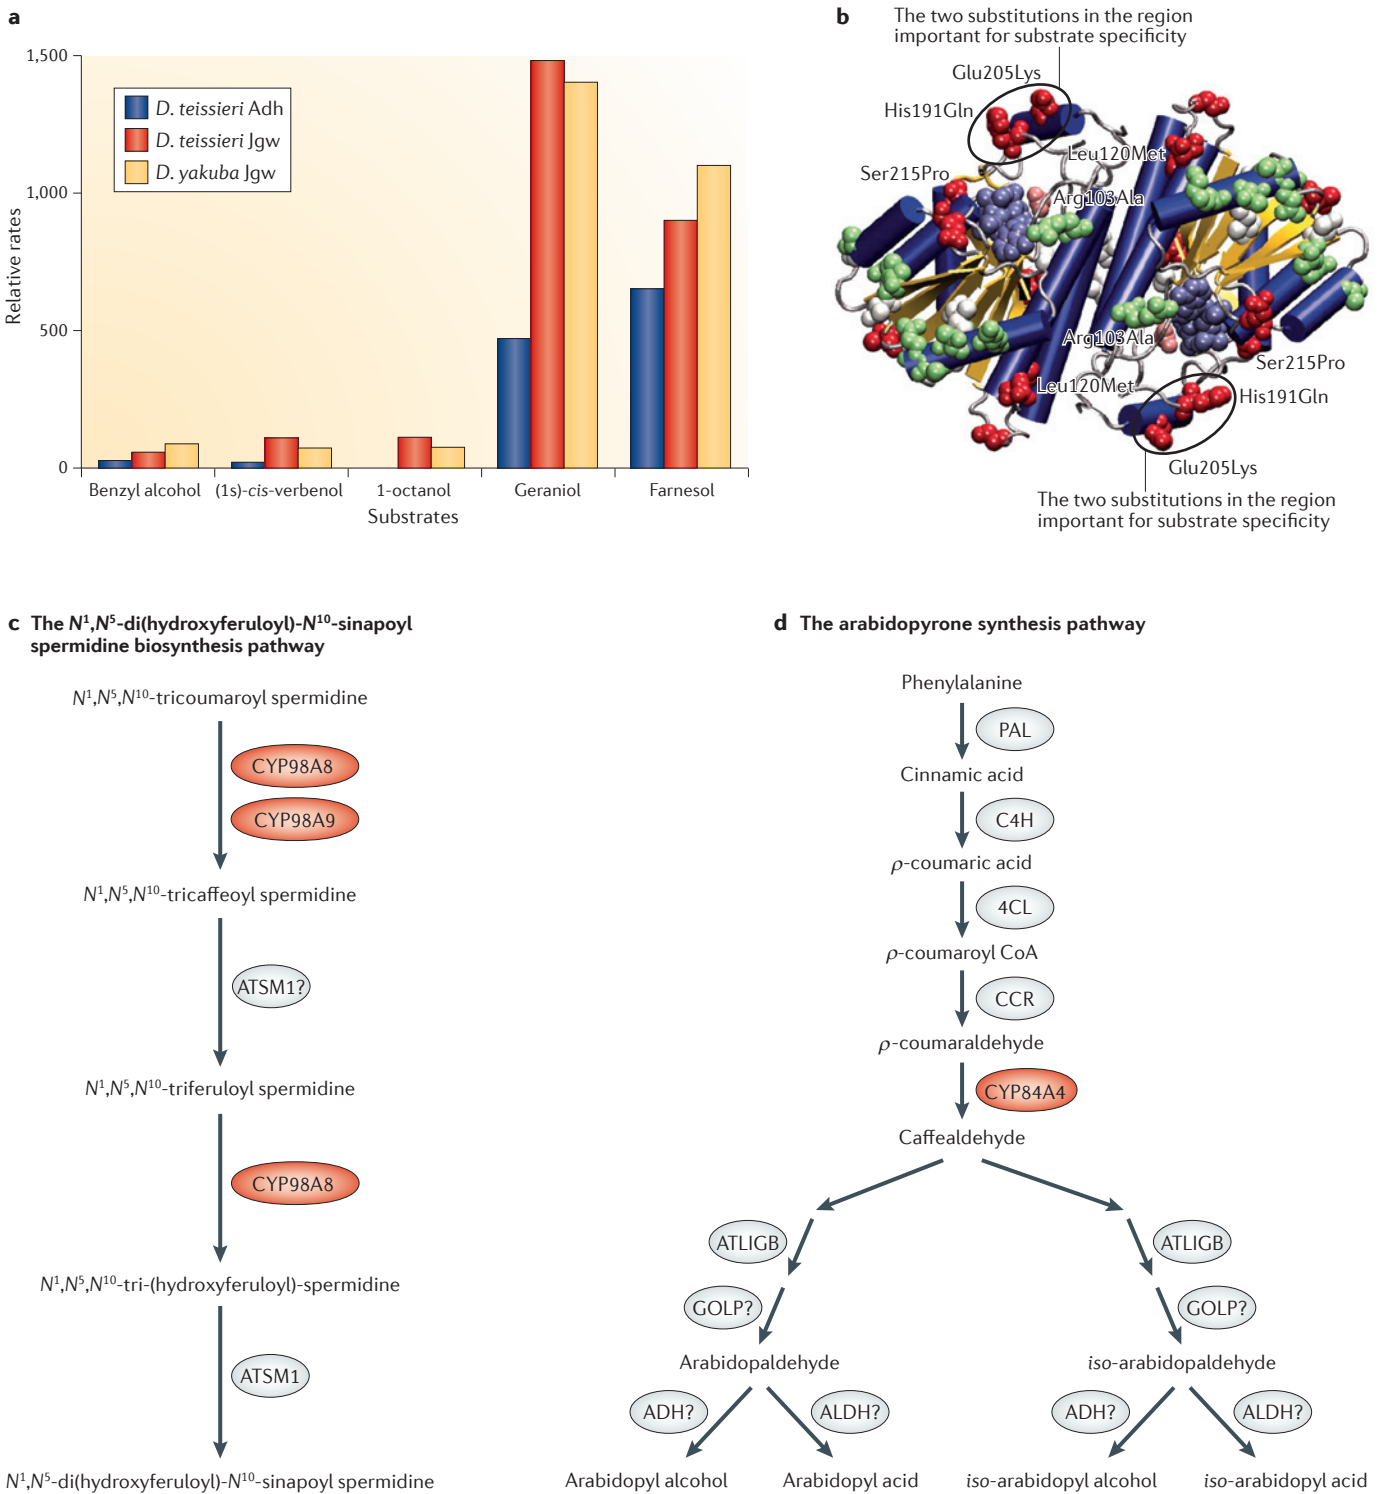 a
1,500
1,000
500
0
Relative rates
D. teissieri Adh
D. teissieri Jgw
D. yakuba Jgw
Benzyl alcohol
(1s)-cis-verbenol
1-octanol
Geraniol
Farnesol
Substrates
b
The two substitutions in the region
important for substrate specificity
Glu205Lys
His191Gln
Leu120Met
Ser215Pro
Arg103Ala
Arg103Ala
Ser215Pro
Leu120Met
His191Gln
Glu205Lys
The two substitutions in the region
important for substrate specificity
c The N¹,N⁵-di(hydroxyferuloyl)-N¹⁰-sinapoyl
spermidine biosynthesis pathway
N¹,N⁵,N¹⁰-tricoumaroyl spermidine
CYP98A8
CYP98A9
N¹,N⁵,N¹⁰-tricaffeoyl spermidine
ATSM1?
N¹,N⁵,N¹⁰-triferuloyl spermidine
CYP98A8
N¹,N⁵,N¹⁰-tri-(hydroxyferuloyl)-spermidine
ATSM1
N¹,N⁵-di(hydroxyferuloyl)-N¹⁰-sinapoyl spermidine
d The arabidopyrone synthesis pathway
Phenylalanine
PAL
Cinnamic acid
C4H
ρ-coumaric acid
4CL
ρ-coumaroyl CoA
CCR
ρ-coumaraldehyde
CYP84A4
Caffealdehyde
ATLIGB
ATLIGB
GOLP?
GOLP?
Arabidopaldehyde
iso-arabidopaldehyde
ADH?
ALDH?
ADH?
ALDH?
Arabidopyl alcohol
Arabidopyl acid
iso-arabidopyl alcohol
iso-arabidopyl acid